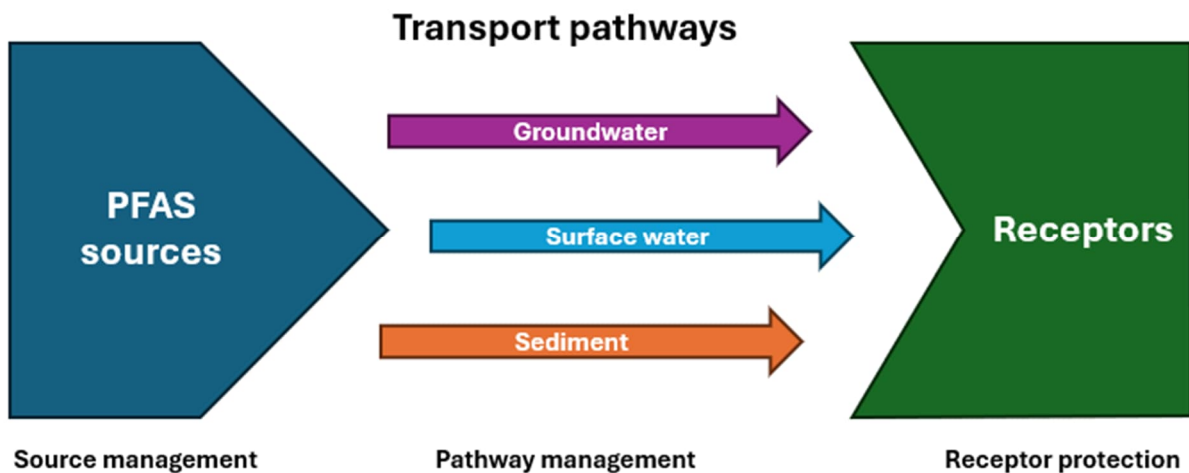 Transport pathways
PFAS
sources
Groundwater
Surface water
Sediment
Receptors
Source management
Pathway management
Receptor protection